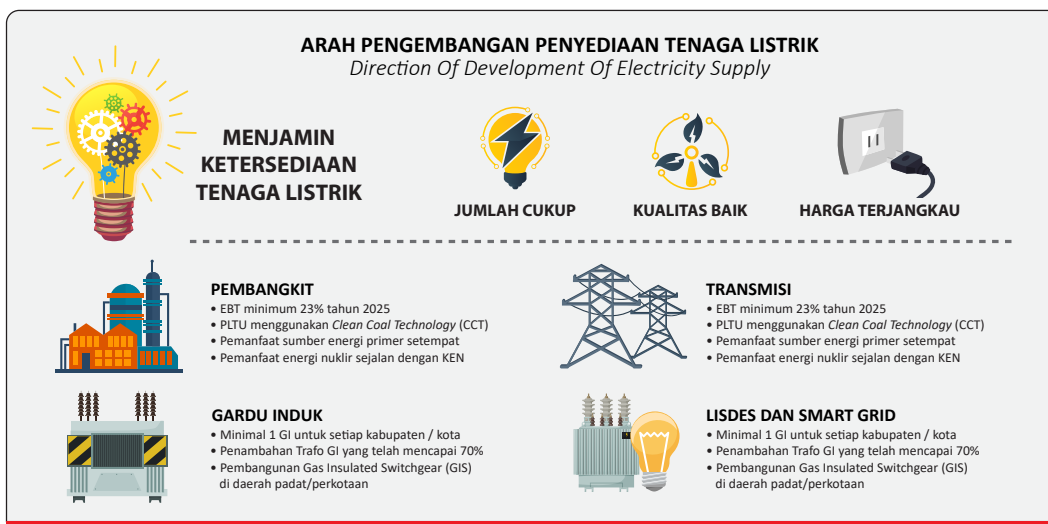 ARAH PENGEMBANGAN PENYEDIAAN TENAGA LISTRIK
Direction Of Development Of Electricity Supply
MENJAMIN
KETERSEDIAAN
TENAGA LISTRIK
JUMLAH CUKUP
KUALITAS BAIK
HARGA TERJANGKAU
PEMBANGKIT
• EBT minimum 23% tahun 2025
• PLTU menggunakan Clean Coal Technology (CCT)
• Pemanfaat sumber energi primer setempat
• Pemanfaat energi nuklir sejalan dengan KEN
TRANSMISI
• EBT minimum 23% tahun 2025
• PLTU menggunakan Clean Coal Technology (CCT)
• Pemanfaat sumber energi primer setempat
• Pemanfaat energi nuklir sejalan dengan KEN
GARDU INDUK
• Minimal 1 GI untuk setiap kabupaten / kota
• Penambahan Trafo GI yang telah mencapai 70%
• Pembangunan Gas Insulated Switchgear (GIS)
di daerah padat/perkotaan
LISDES DAN SMART GRID
• Minimal 1 GI untuk setiap kabupaten / kota
• Penambahan Trafo GI yang telah mencapai 70%
• Pembangunan Gas Insulated Switchgear (GIS)
di daerah padat/perkotaan